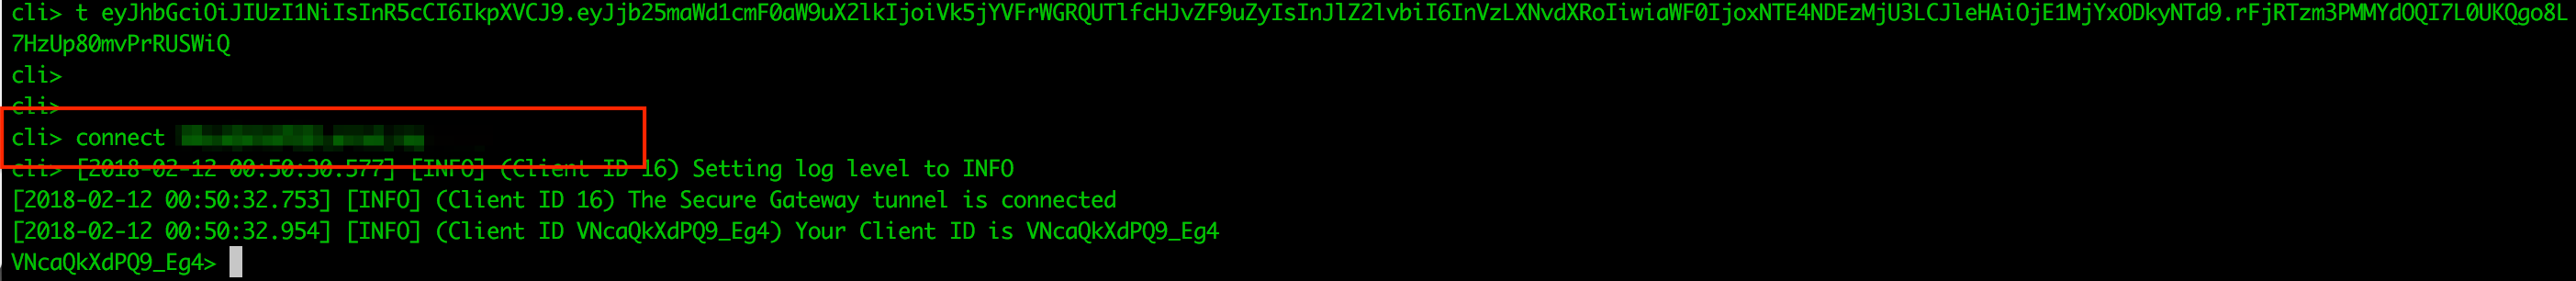 cli> t eyJhbGciOiJIUzI1NiIsInR5cCI6IkpXVCJ9.eyJjb25maWd1cmF0aW9uX2lkIjoiVk5jYVFrWGRQUTlfcHJvZF9uZyIsInJlZ2lvbiI6InVzLXNvdXRoIiwiaWF0IjoxNTE4NDEzMjU3LCJleHAiOjE1MjYxODkyNTd9.rFjRTzm3PMMYdOQI7L0UKQgo8L
7HzUp80mvPrRUSWiQ
cli>
cli>
cli> connect
cli> [2018-02-12 00:50:30.577] [INFO] (Client ID 16) Setting log level to INFO
[2018-02-12 00:50:32.753] [INFO] (Client ID 16) The Secure Gateway tunnel is connected
[2018-02-12 00:50:32.954] [INFO] (Client ID VNcaQkXdPQ9_Eg4) Your Client ID is VNcaQkXdPQ9_Eg4
VNcaQkXdPQ9_Eg4>